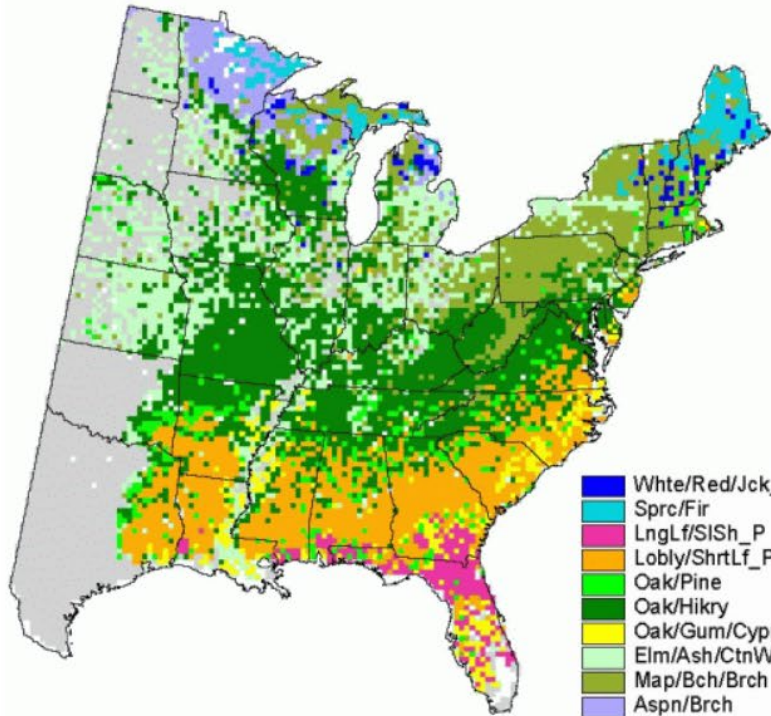 Whte/Red/Jck
Sprc/Fir
LngLf/SlSh_P
Lobly/ShrtLf_P
Oak/Pine
Oak/Hikry
Oak/Gum/Cyp
Elm/Ash/CtnW
Map/Bch/Brch
Aspn/Brch